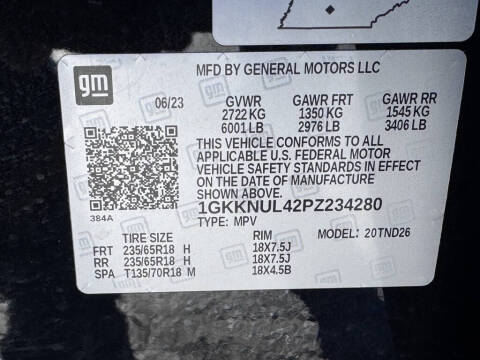 gm
MFD BY GENERAL MOTORS LLC
06/23 GVWR GAWR FRT GAWR RR
2722 KG 1350 KG 1545 KG
6001 LB 2976 LB 3406 LB
THIS VEHICLE CONFORMS TO ALL
APPLICABLE U.S. FEDERAL MOTOR
VEHICLE SAFETY STANDARDS IN EFFECT
ON THE DATE OF MANUFACTURE
SHOWN ABOVE.
384A
1GKKNUL42PZ234280
TYPE: MPV MODEL: 20TND26
TIRE SIZE RIM
FRT 235/65R18 H 18X7.5J
RR 235/65R18 H 18X7.5J
SPA T135/70R18 M 18X4.5B